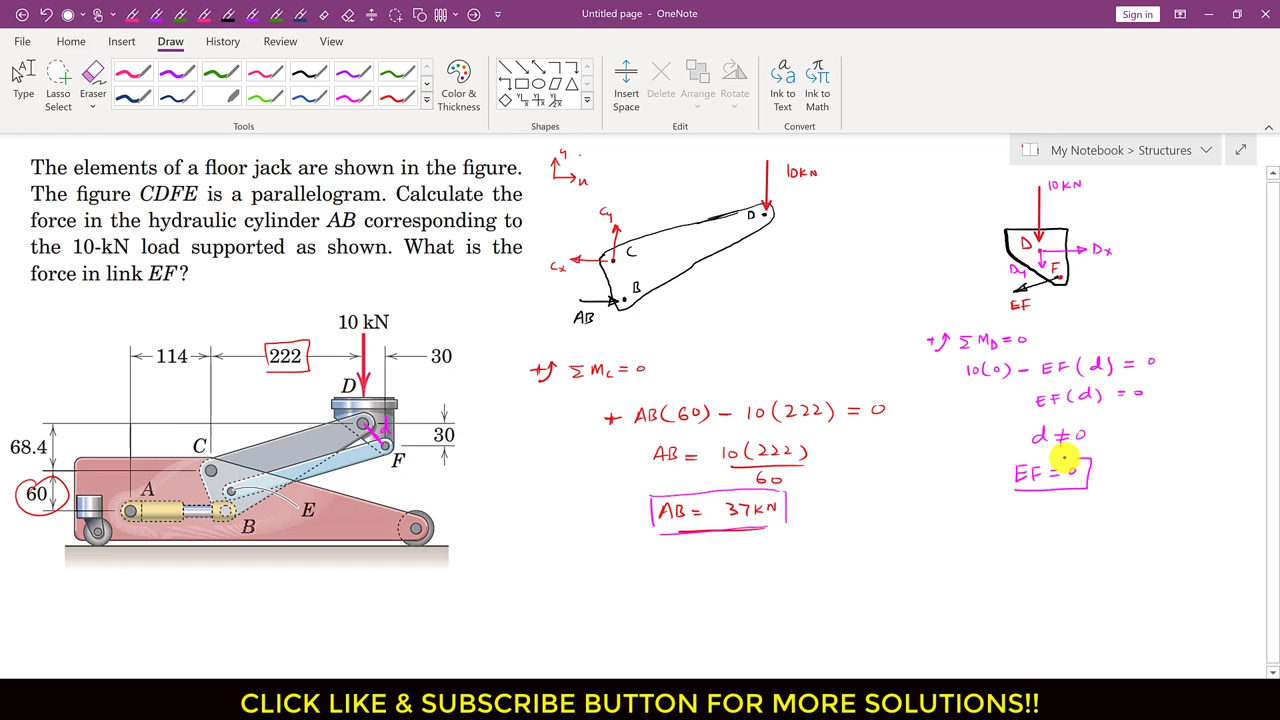 Untitled page - OneNote
Sign in
File Home Insert Draw History Review View
Type
Lasso Select
Eraser
Color & Thickness
Insert Space
Delete
Arrange
Rotate
Ink to Text
Ink to Math
Tools
Shapes
Edit
Convert
My Notebook > Structures
The elements of a floor jack are shown in the figure.
The figure CDFE is a parallelogram. Calculate the
force in the hydraulic cylinder AB corresponding to
the 10-kN load supported as shown. What is the
force in link EF?
10 kN
114
222
30
D
30
68.4
C
F
60
A
E
B
y
x
10KN
D
Cy
Cx
C
B
AB
+ ΣMC = 0
+ AB(60) - 10(222) = 0
AB = 10(222)
60
AB = 37KN
10KN
D
Dx
Dy
F
EF
+ ΣMD = 0
10(0) - EF(d) = 0
EF(d) = 0
d ≠ 0
EF = 0
d
CLICK LIKE & SUBSCRIBE BUTTON FOR MORE SOLUTIONS!!